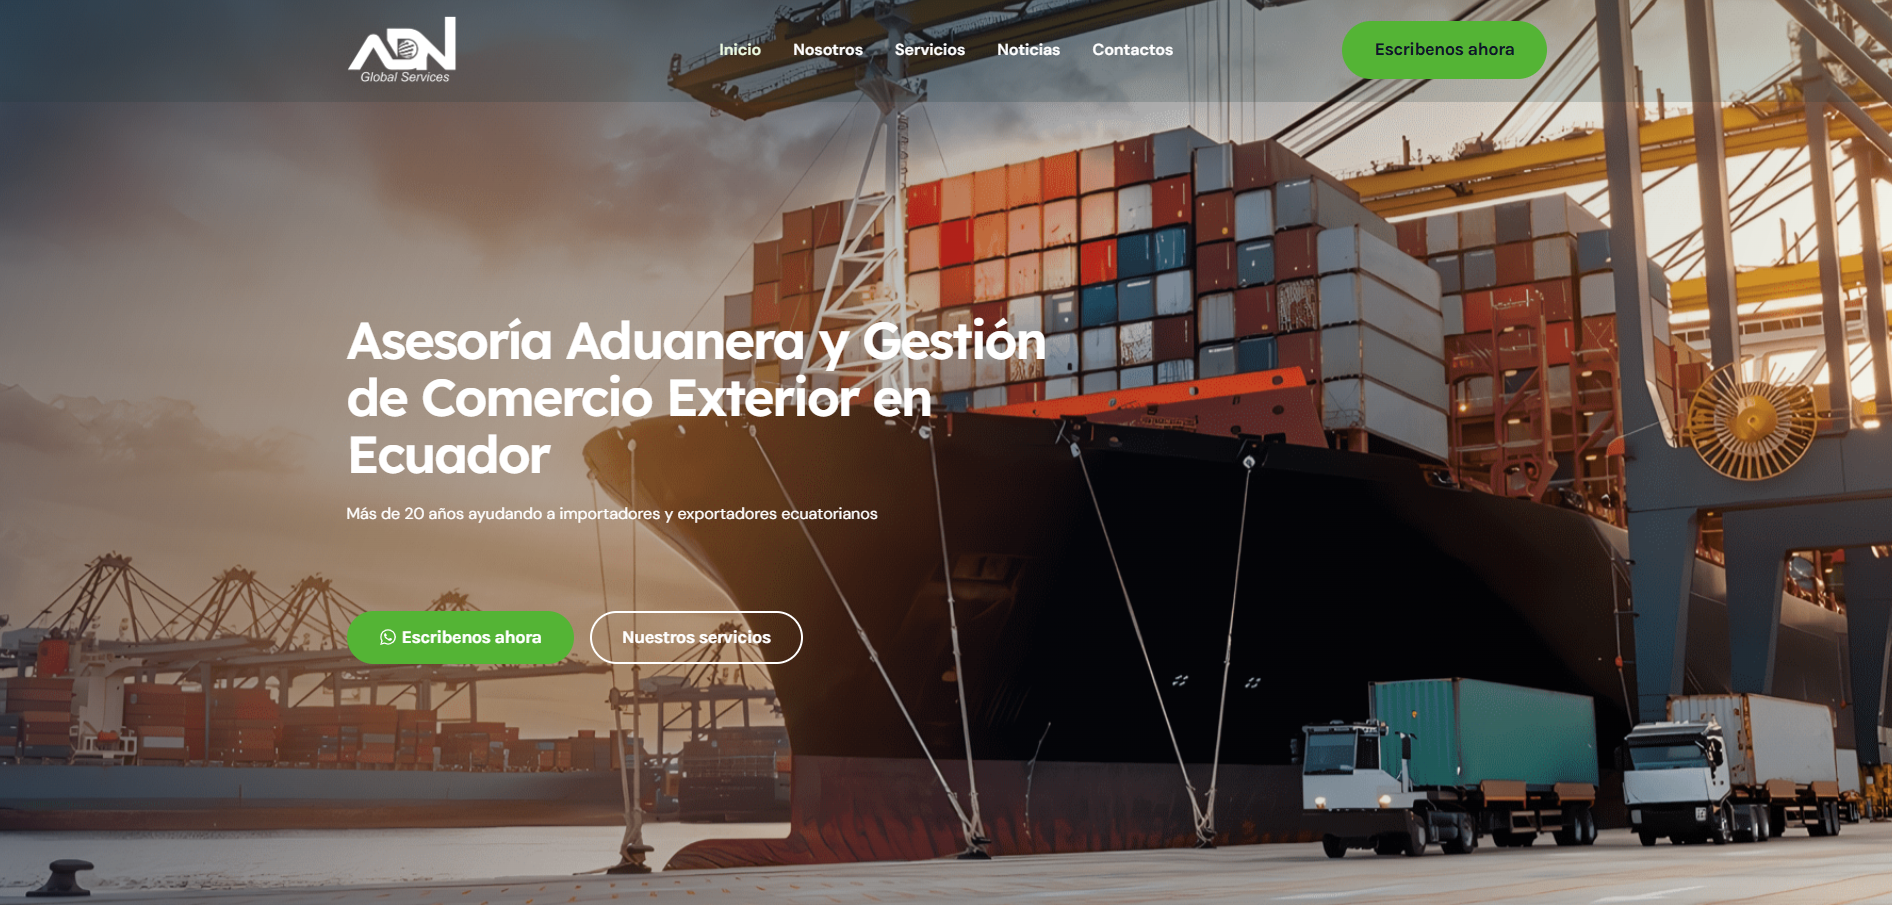 ADN
Global Services
Inicio
Nosotros
Servicios
Noticias
Contactos
Escribenos ahora
Asesoría Aduanera y Gestión
de Comercio Exterior en
Ecuador
Más de 20 años ayudando a importadores y exportadores ecuatorianos
Escribenos ahora
Nuestros servicios